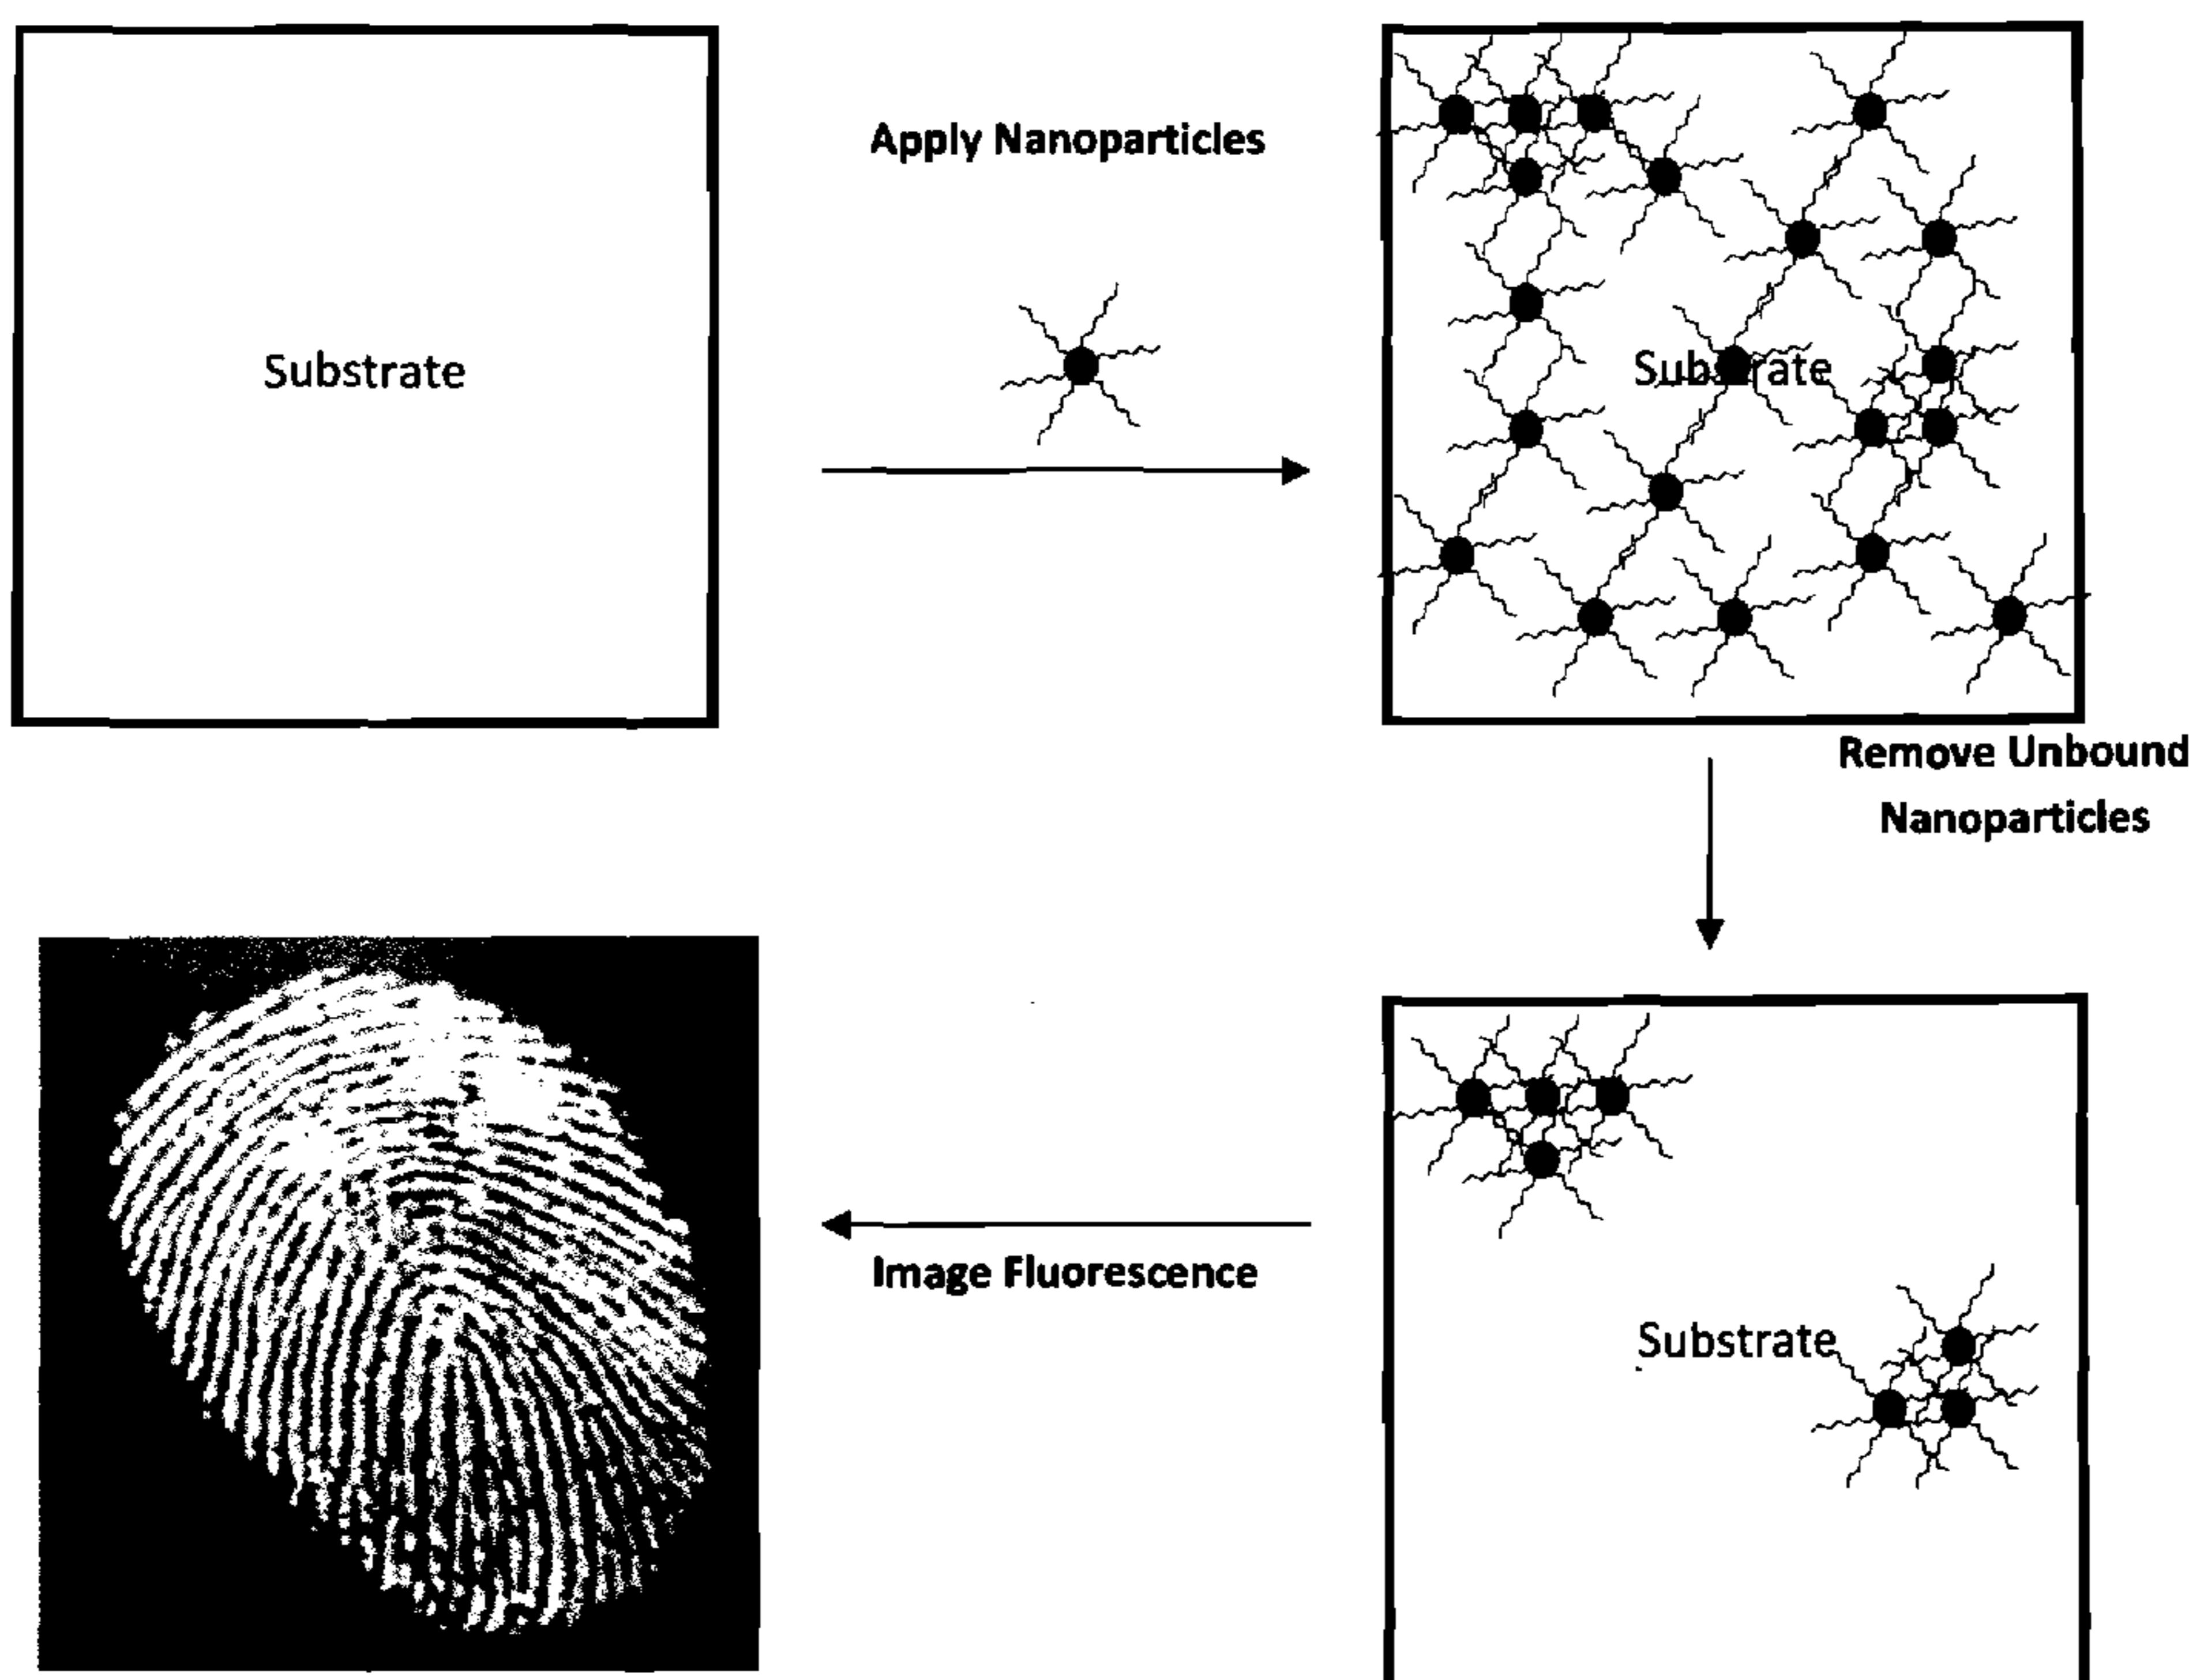 Substrate
Apply Nanoparticles
Substrate
Remove Unbound
Nanoparticles
Substrate
Image Fluorescence